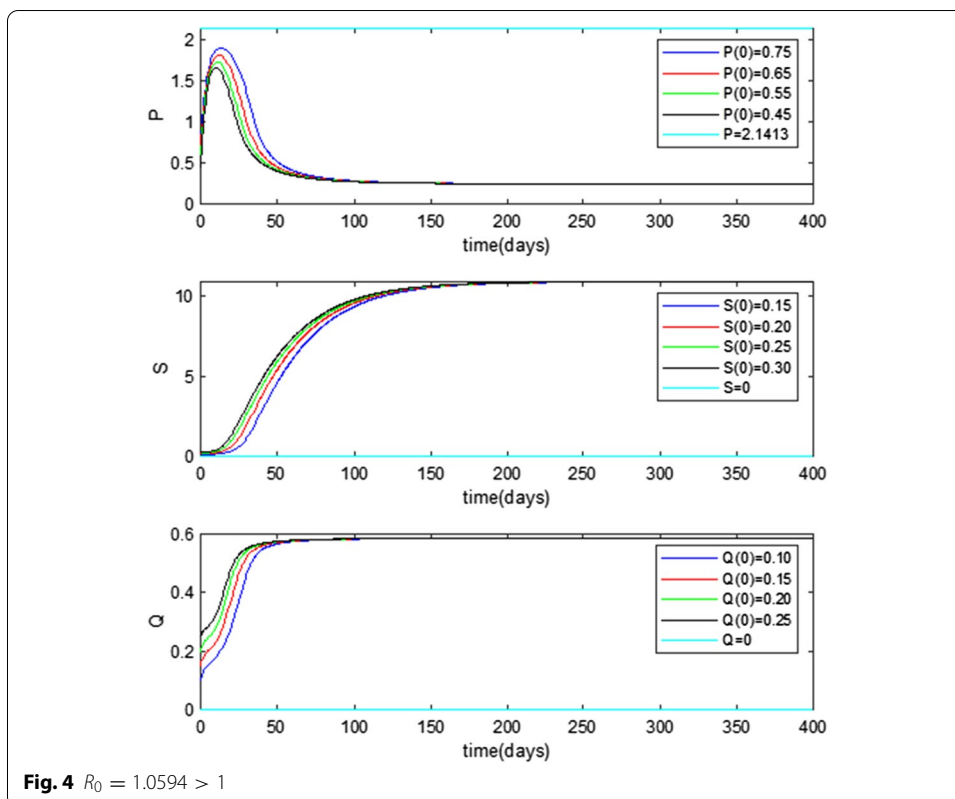 2
1.5
1
0.5
0
P
P(0)=0.75
P(0)=0.65
P(0)=0.55
P(0)=0.45
P=2.1413
0 50 100 150 200 250 300 350 400
time(days)
10
5
0
S
S(0)=0.15
S(0)=0.20
S(0)=0.25
S(0)=0.30
S=0
0 50 100 150 200 250 300 350 400
time(days)
0.6
0.4
0.2
0
Q
Q(0)=0.10
Q(0)=0.15
Q(0)=0.20
Q(0)=0.25
Q=0
0 50 100 150 200 250 300 350 400
time(days)
Fig. 4 R₀ = 1.0594 > 1